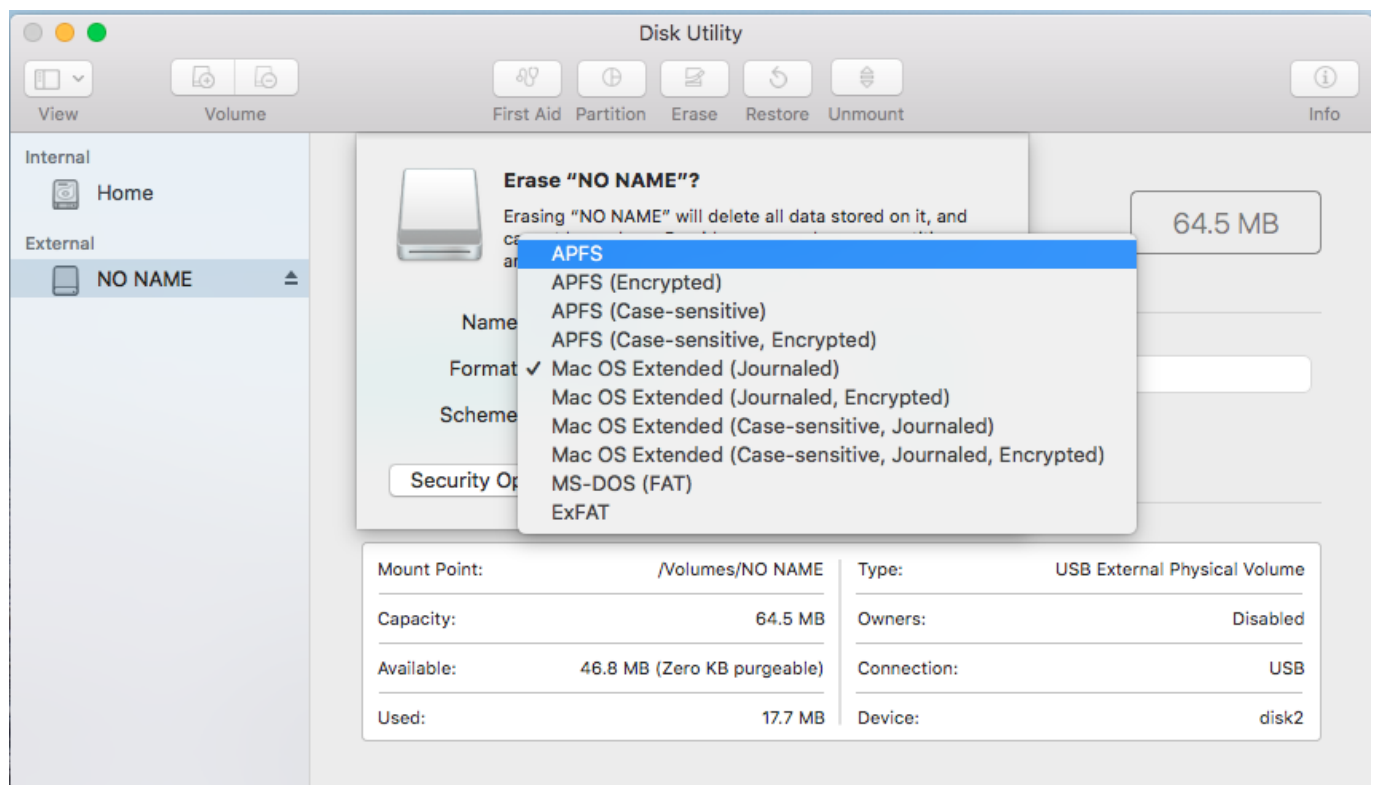 Disk Utility
View
Volume
First Aid
Partition
Erase
Restore
Unmount
Info
Internal
Home
External
NO NAME
Erase “NO NAME”?
Erasing “NO NAME” will delete all data stored on it, and
64.5 MB
APFS
APFS (Encrypted)
APFS (Case-sensitive)
APFS (Case-sensitive, Encrypted)
Name
Format ✓ Mac OS Extended (Journaled)
Mac OS Extended (Journaled, Encrypted)
Scheme
Mac OS Extended (Case-sensitive, Journaled)
Mac OS Extended (Case-sensitive, Journaled, Encrypted)
Security
MS-DOS (FAT)
ExFAT
Mount Point: /Volumes/NO NAME
Type: USB External Physical Volume
Capacity: 64.5 MB
Owners: Disabled
Available: 46.8 MB (Zero KB purgeable)
Connection: USB
Used: 17.7 MB
Device: disk2